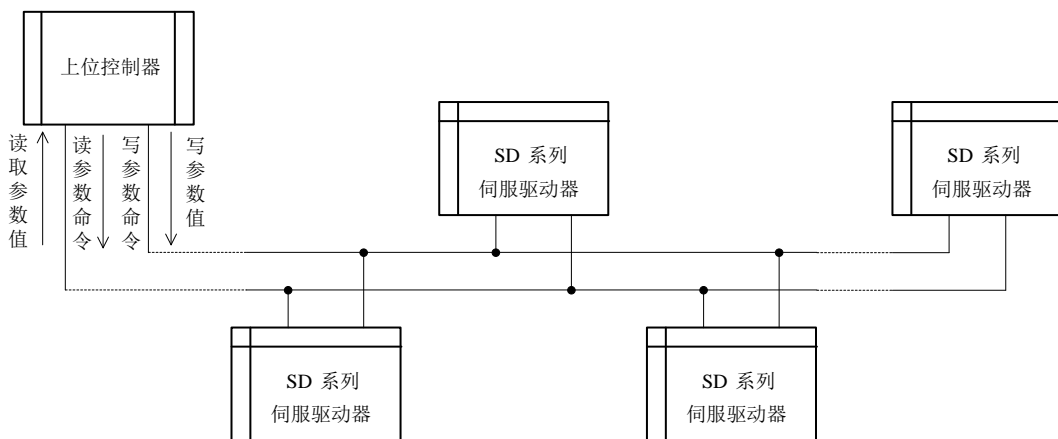 上位控制器
读取参数值
读参数命令
写参数命令
写参数值
SD 系列
伺服驱动器
SD 系列
伺服驱动器
SD 系列
伺服驱动器
SD 系列
伺服驱动器